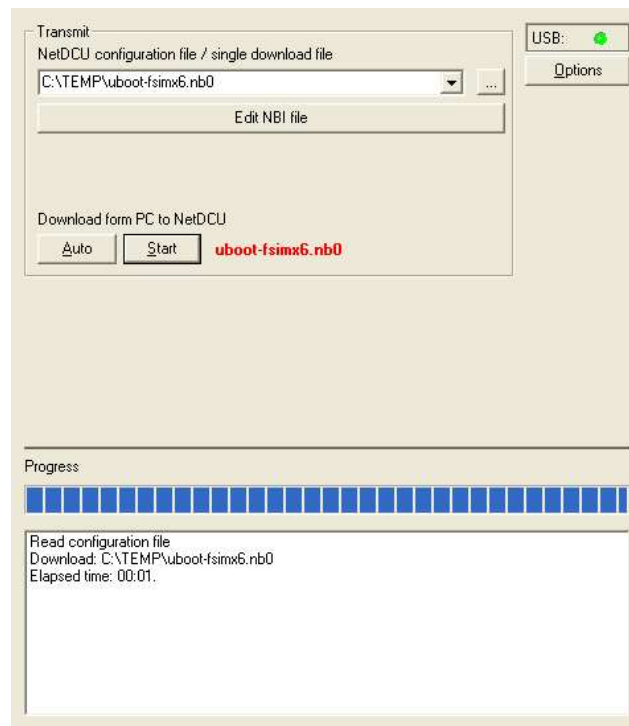 Transmit
USB:
NetDCU configuration file / single download file
C:\TEMP\uboot-fsimx6.nb0
...
Options
Edit NBI file
Download form PC to NetDCU
Auto
Start
uboot-fsimx6.nb0
Progress
Read configuration file
Download: C:\TEMP\uboot-fsimx6.nb0
Elapsed time: 00:01.